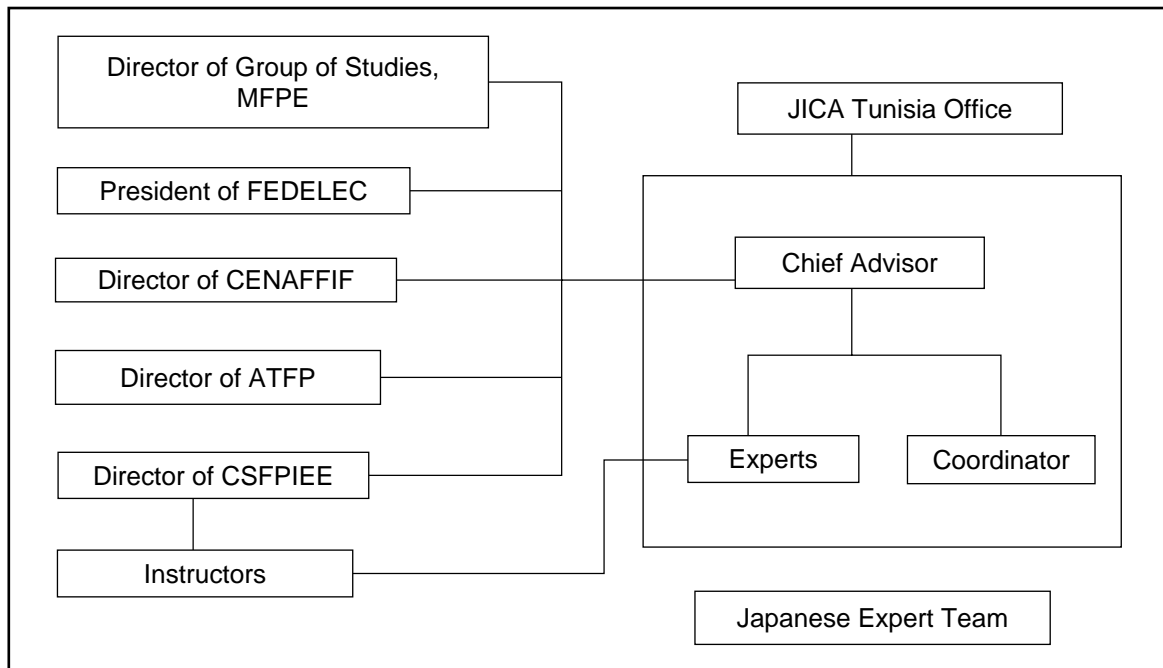 Director of Group of Studies,
MFPE
President of FEDELEC
Director of CENAFFIF
Director of ATFP
Director of CSFPIEE
Instructors
JICA Tunisia Office
Chief Advisor
Experts
Coordinator
Japanese Expert Team